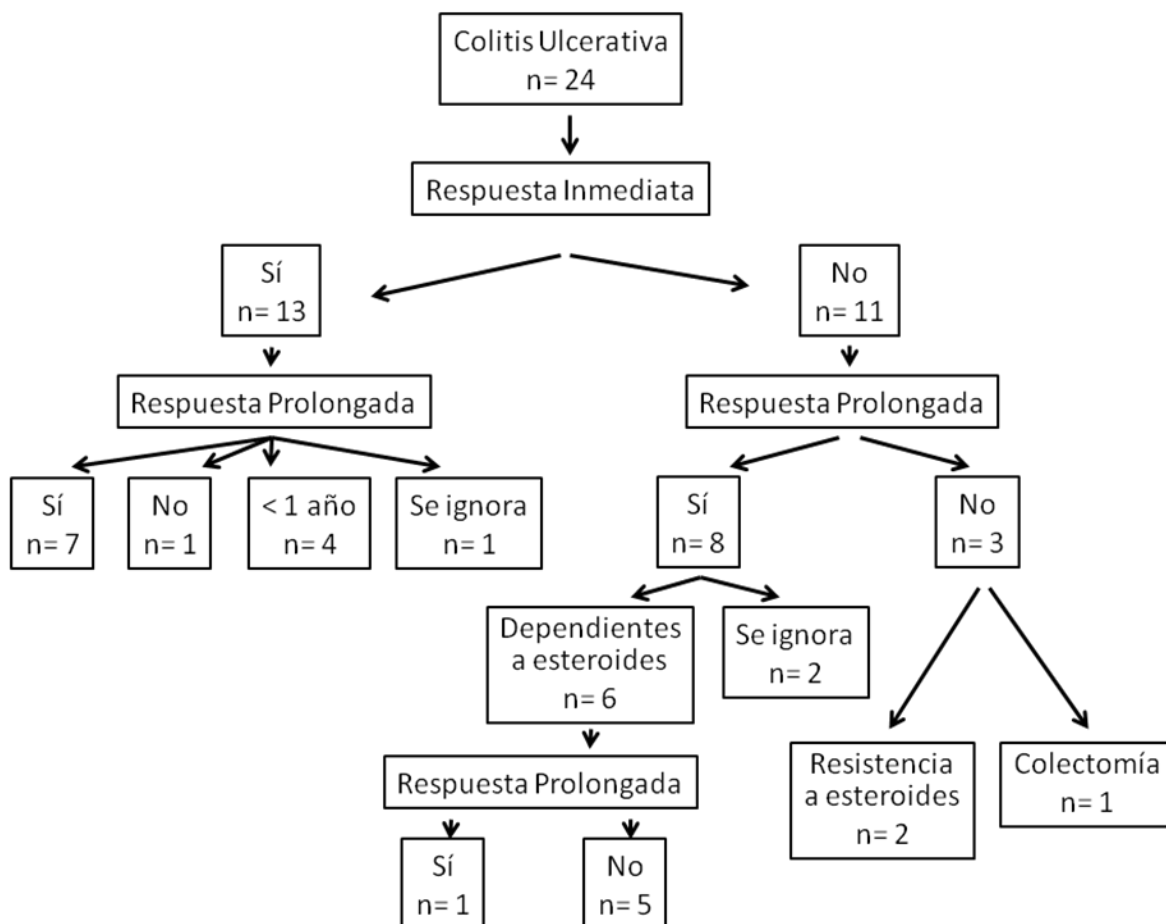 Colitis Ulcerativa
n= 24
Respuesta Inmediata
Sí
n= 13
No
n= 11
Respuesta Prolongada
Respuesta Prolongada
Sí
n= 7
No
n= 1
< 1 año
n= 4
Se ignora
n= 1
Sí
n= 8
No
n= 3
Dependientes
a esteroides
n= 6
Se ignora
n= 2
Respuesta Prolongada
Resistencia
a esteroides
n= 2
Colectomía
n= 1
Sí
n= 1
No
n= 5